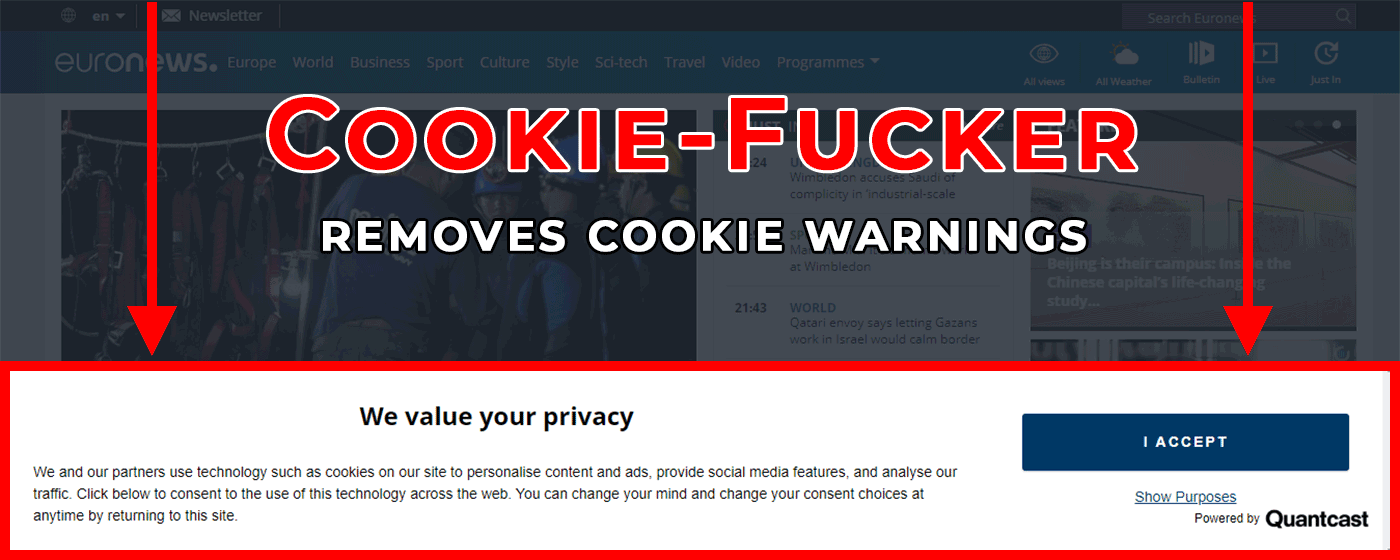 en
Newsletter
Search Euronews
euronews.
Europe World Business Sport Culture Style Sci-tech Travel Video Programmes
All views All Weather Bulletin Live Just In
COOKIE-FUCKER
REMOVES COOKIE WARNINGS
Wimbledon accuses Saudi of
complicity in 'industrial-scale
at Wimbledon
21:43 WORLD
Qatari envoy says letting Gazans
work in Israel would calm border
Beijing is their campus: Inside the
Chinese capital's life-changing
study...
We value your privacy
We and our partners use technology such as cookies on our site to personalise content and ads, provide social media features, and analyse our
traffic. Click below to consent to the use of this technology across the web. You can change your mind and change your consent choices at
anytime by returning to this site.
I ACCEPT
Show Purposes
Powered by Quantcast